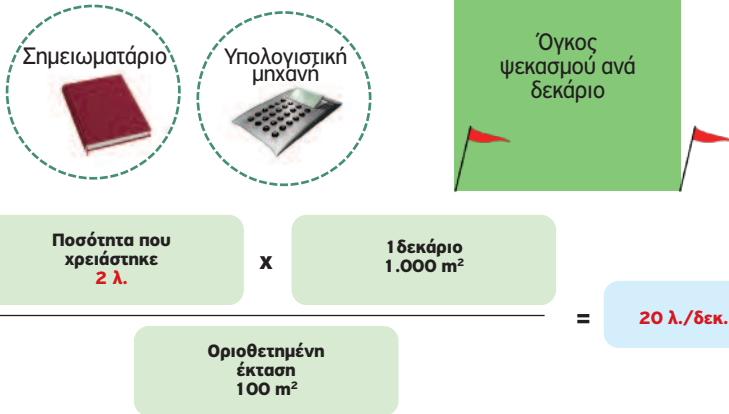 Σημειωματάριο
Υπολογιστική
μηχανή
Όγκος
ψεκασμού ανά
δεκάριο
Ποσότητα που
χρειάστηκε
2 λ.
x
1δεκάριο
1.000 m²
=
20 λ./δεκ.
Οριοθετημένη
έκταση
100 m²